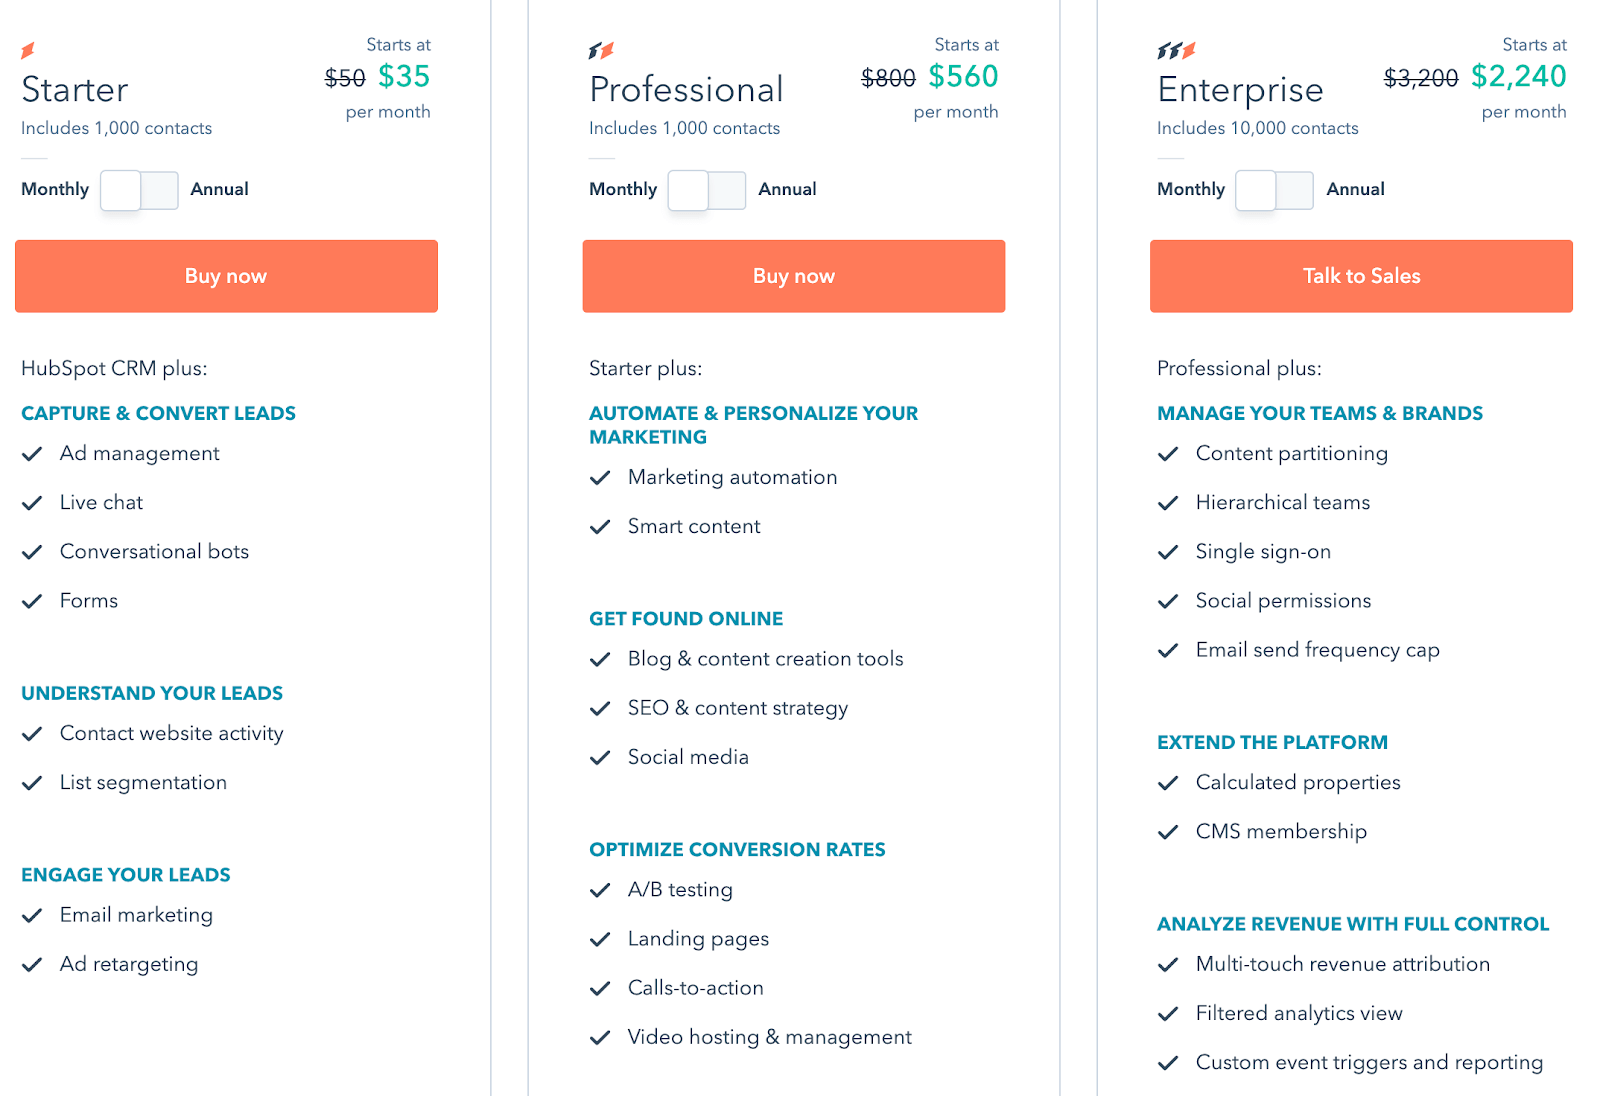 Starter
Includes 1,000 contacts
Starts at
$50 $35
per month
Monthly Annual
Buy now
HubSpot CRM plus:
CAPTURE & CONVERT LEADS
Ad management
Live chat
Conversational bots
Forms
UNDERSTAND YOUR LEADS
Contact website activity
List segmentation
ENGAGE YOUR LEADS
Email marketing
Ad retargeting
Professional
Includes 1,000 contacts
Starts at
$800 $560
per month
Monthly Annual
Buy now
Starter plus:
AUTOMATE & PERSONALIZE YOUR
MARKETING
Marketing automation
Smart content
GET FOUND ONLINE
Blog & content creation tools
SEO & content strategy
Social media
OPTIMIZE CONVERSION RATES
A/B testing
Landing pages
Calls-to-action
Video hosting & management
Enterprise
Includes 10,000 contacts
Starts at
$3,200 $2,240
per month
Monthly Annual
Talk to Sales
Professional plus:
MANAGE YOUR TEAMS & BRANDS
Content partitioning
Hierarchical teams
Single sign-on
Social permissions
Email send frequency cap
EXTEND THE PLATFORM
Calculated properties
CMS membership
ANALYZE REVENUE WITH FULL CONTROL
Multi-touch revenue attribution
Filtered analytics view
Custom event triggers and reporting